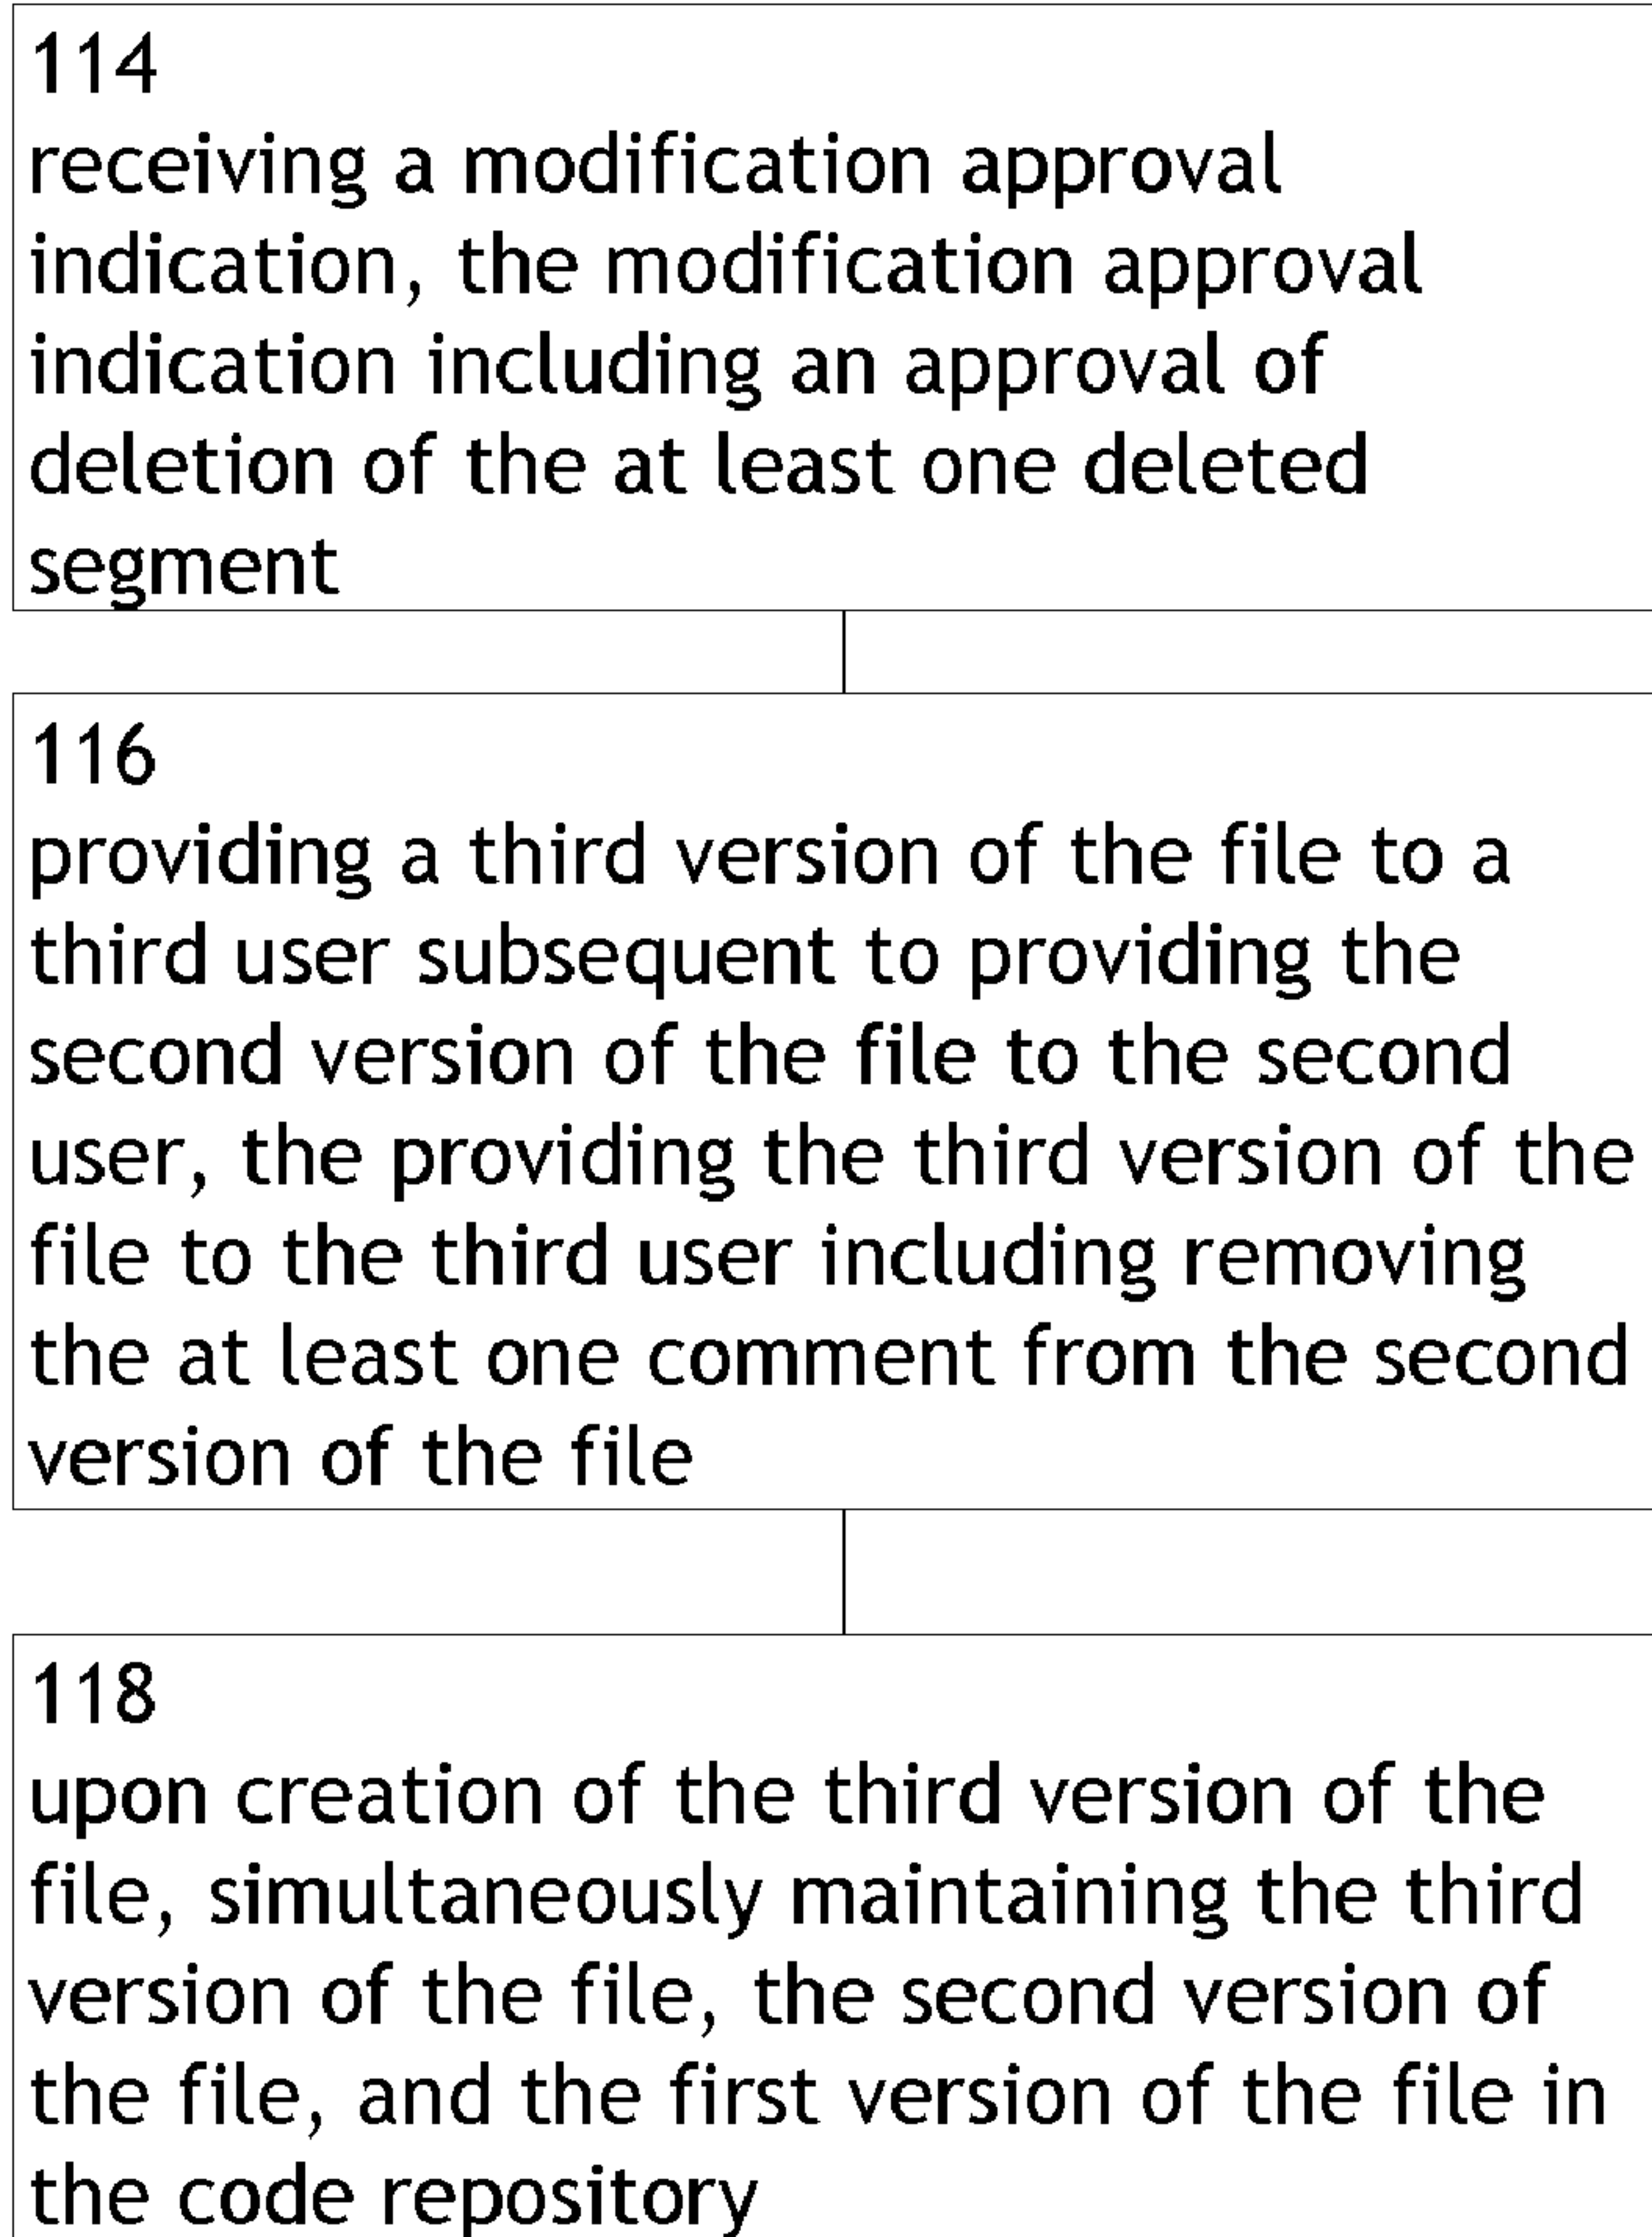 114
receiving a modification approval
indication, the modification approval
indication including an approval of
deletion of the at least one deleted
segment
116
providing a third version of the file to a
third user subsequent to providing the
second version of the file to the second
user, the providing the third version of the
file to the third user including removing
the at least one comment from the second
version of the file
118
upon creation of the third version of the
file, simultaneously maintaining the third
version of the file, the second version of
the file, and the first version of the file in
the code repository